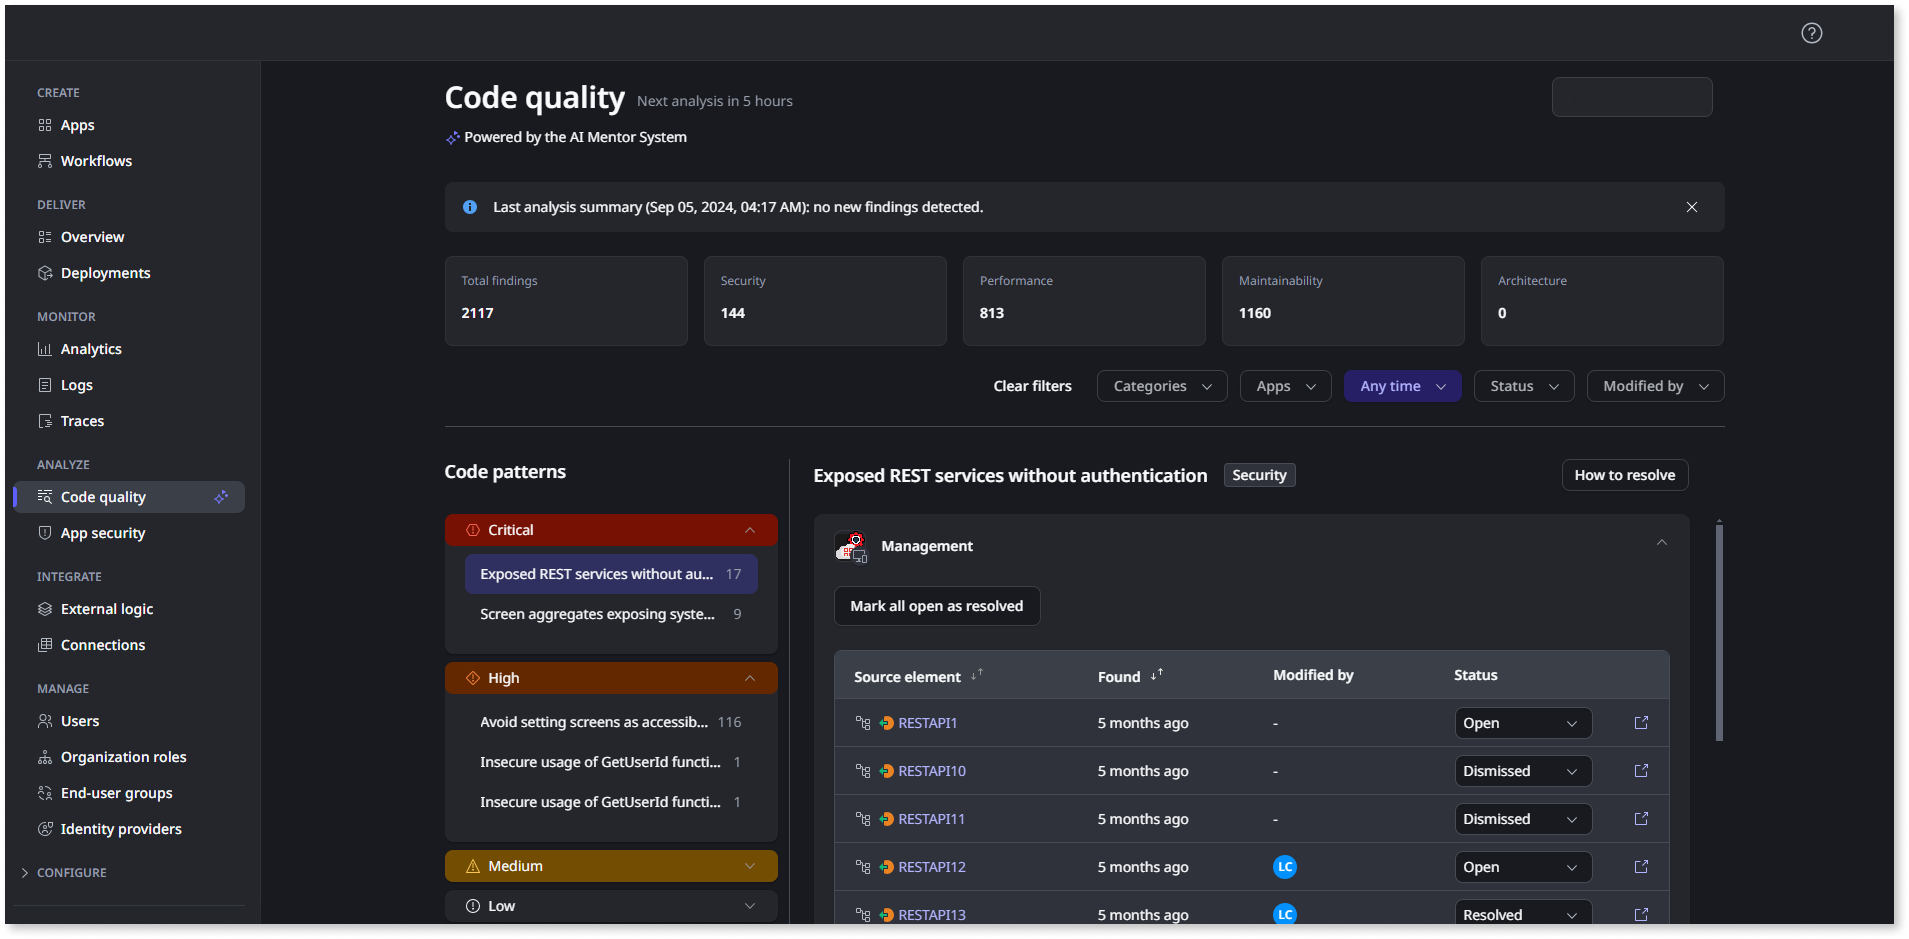 CREATE
Apps
Workflows
DELIVER
Overview
Deployments
MONITOR
Analytics
Logs
Traces
ANALYZE
Code quality
App security
INTEGRATE
External logic
Connections
MANAGE
Users
Organization roles
End-user groups
Identity providers
CONFIGURE
Code quality Next analysis in 5 hours
Powered by the AI Mentor System
Last analysis summary (Sep 05, 2024, 04:17 AM): no new findings detected.
Total findings
2117
Security
144
Performance
813
Maintainability
1160
Architecture
0
Clear filters Categories Apps Any time Status Modified by
Code patterns
Critical
Exposed REST services without au... 17
Screen aggregates exposing syste... 9
High
Avoid setting screens as accessib... 116
Insecure usage of GetUserId functi... 1
Insecure usage of GetUserId functi... 1
Medium
Low
Exposed REST services without authentication Security How to resolve
Management
Mark all open as resolved
Source element Found Modified by Status
RESTAPI1 5 months ago - Open
RESTAPI10 5 months ago - Dismissed
RESTAPI11 5 months ago - Dismissed
RESTAPI12 5 months ago LC Open
RESTAPI13 5 months ago LC Resolved